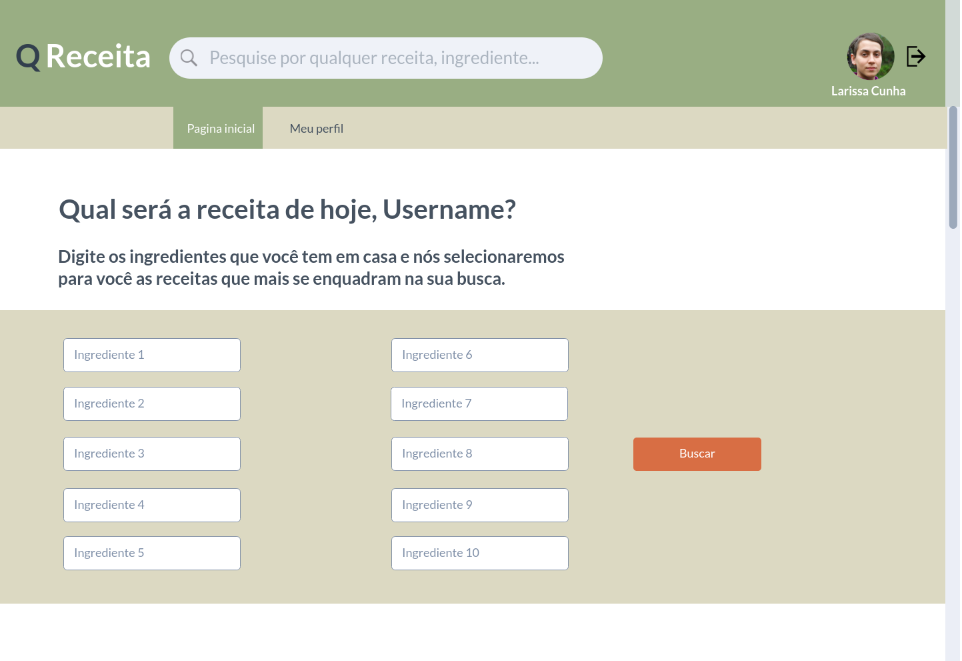 Q Receita
Pesquise por qualquer receita, ingrediente...
Larissa Cunha
Pagina inicial
Meu perfil
Qual será a receita de hoje, Username?
Digite os ingredientes que você tem em casa e nós selecionaremos
para você as receitas que mais se enquadram na sua busca.
Ingrediente 1
Ingrediente 6
Ingrediente 2
Ingrediente 7
Ingrediente 3
Ingrediente 8
Buscar
Ingrediente 4
Ingrediente 9
Ingrediente 5
Ingrediente 10